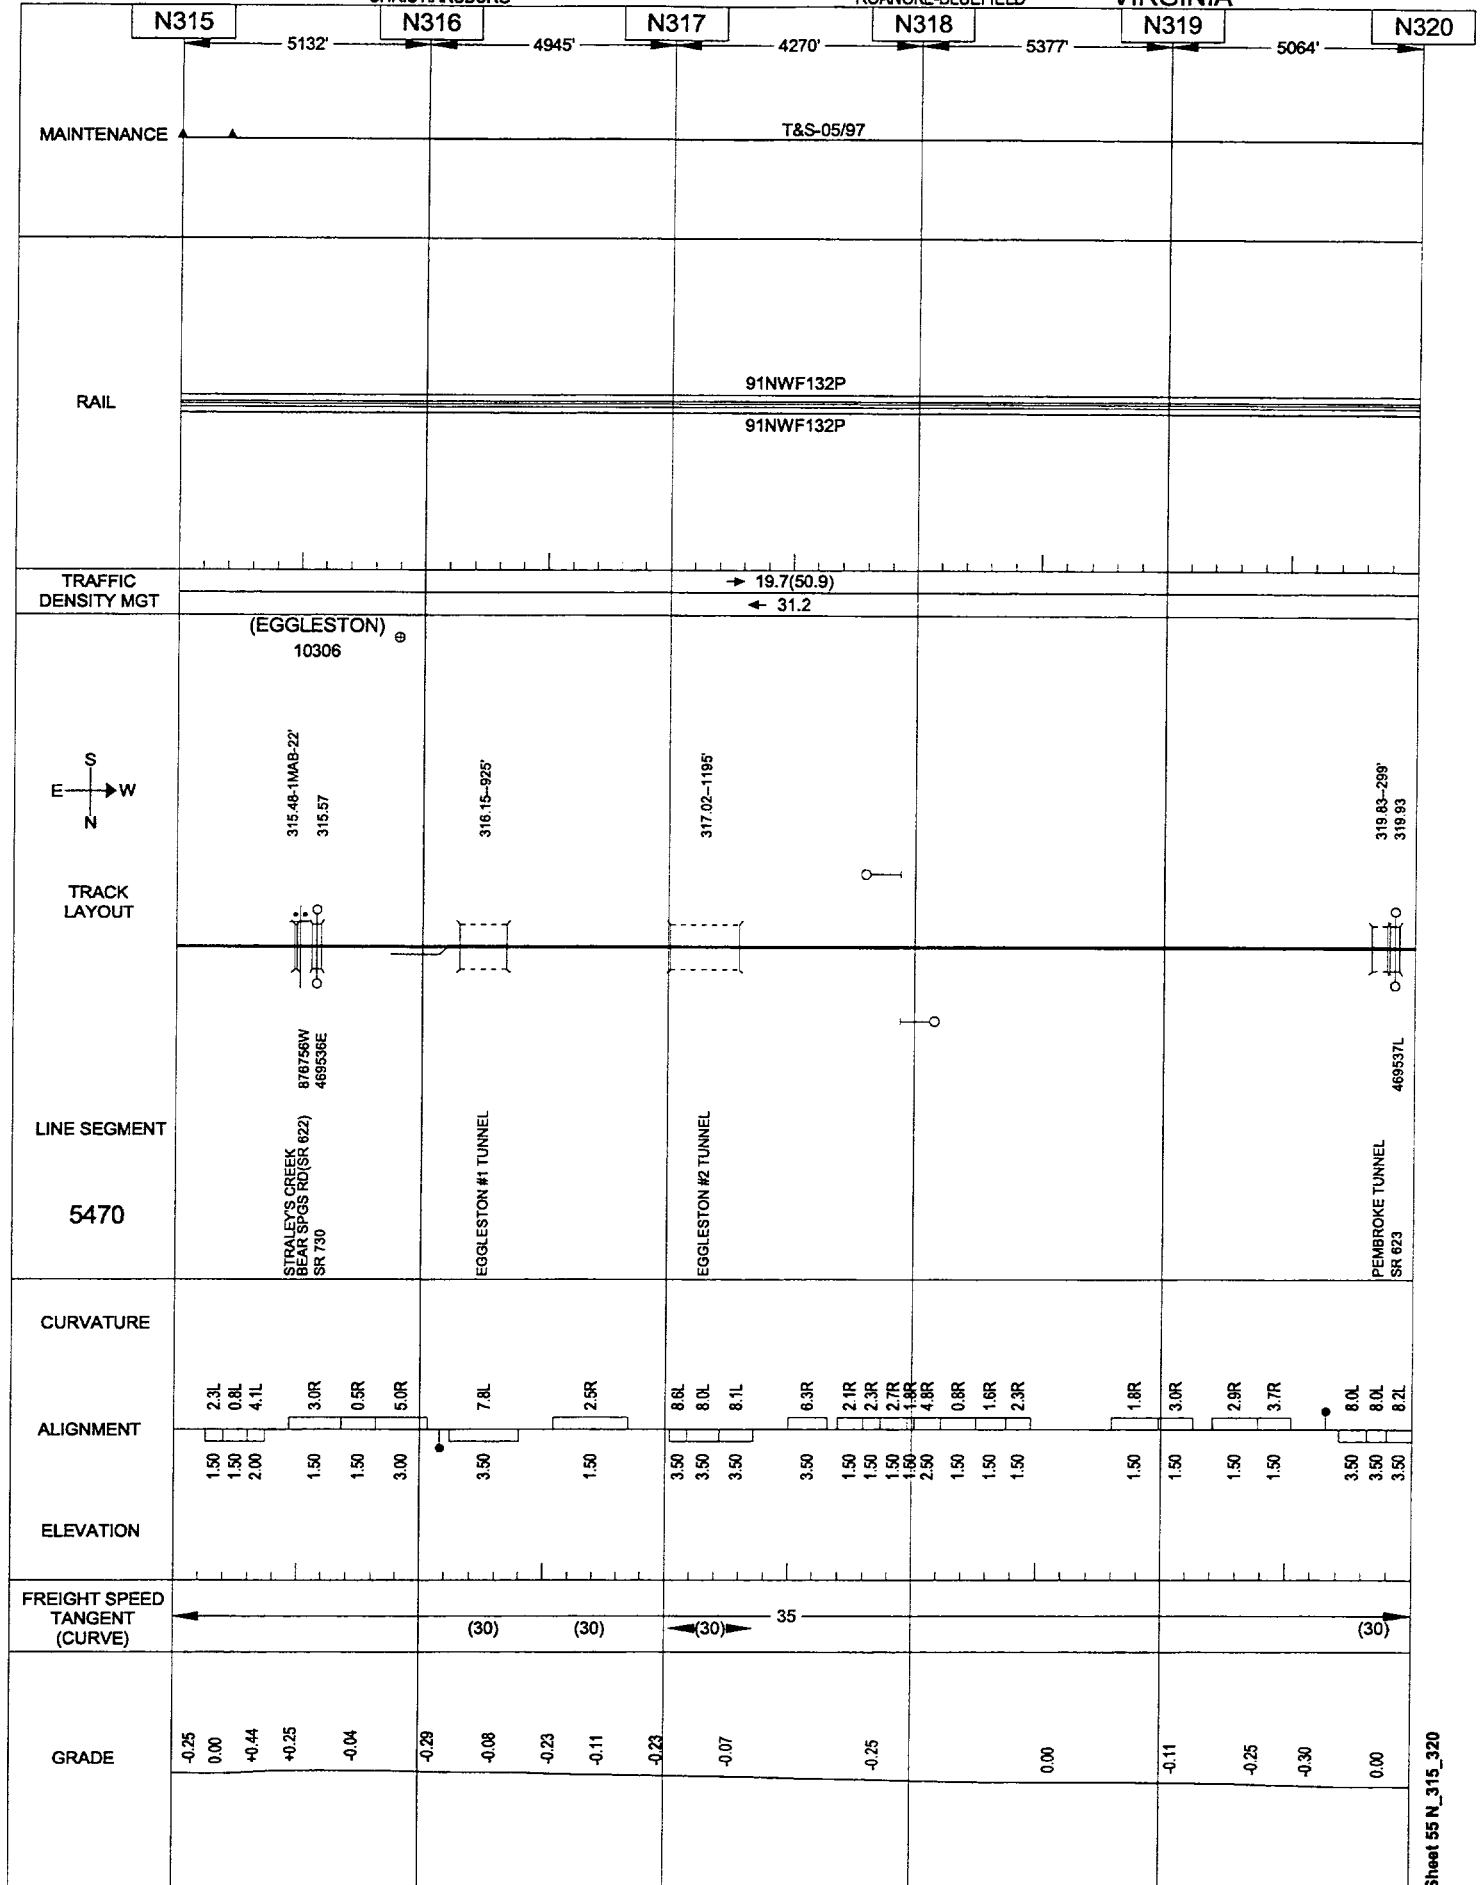 VIRGINIA
N315 N316 N317 N318 N319 N320
5132' 4945' 4270' 5377' 5064'
MAINTENANCE
T&S-05/97
RAIL
91NWF132P
91NWF132P
TRAFFIC
DENSITY MGT
→ 19.7(50.9)
← 31.2
(EGGLESTON)
10306
S
E W
N
315.48-1MAB-22'
315.57
316.15--925'
317.02--1195'
319.83--299'
319.93
TRACK
LAYOUT
876756W
469536E
469537L
LINE SEGMENT
5470
STRALEY'S CREEK
BEAR SPGS RD(SR 622)
SR 730
EGGLESTON #1 TUNNEL
EGGLESTON #2 TUNNEL
PEMBROKE TUNNEL
SR 623
CURVATURE
2.3L 0.8L 4.1L 3.0R 0.5R 5.0R 7.8L 2.5R 8.6L 8.0L 8.1L 6.3R 2.1R 2.3R 2.7R 1.8R 4.8R 0.8R 1.6R 2.3R 1.8R 3.0R 2.9R 3.7R 8.0L 8.0L 8.2L
ALIGNMENT
1.50 1.50 2.00 1.50 1.50 3.00 3.50 1.50 3.50 3.50 3.50 3.50 1.50 1.50 1.50 1.50 2.50 1.50 1.50 1.50 1.50 1.50 1.50 1.50 3.50 3.50 3.50
ELEVATION
FREIGHT SPEED
TANGENT
(CURVE)
35
(30) (30) (30) (30)
GRADE
-0.25 0.00 +0.44 +0.25 -0.04 -0.29 -0.08 -0.23 -0.11 -0.23 -0.07 -0.25 0.00 -0.11 -0.25 -0.30 0.00
Sheet 55 N_315_320